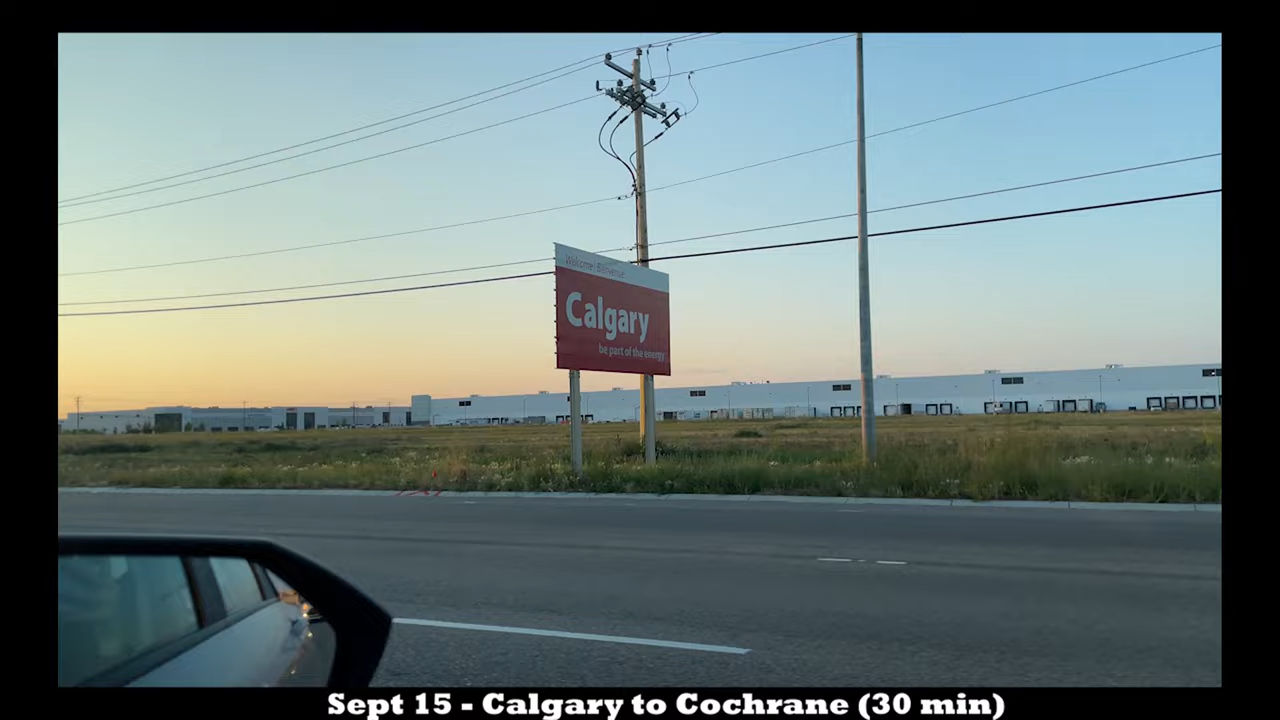 Welcome | Bienvenue
Calgary
be part of the energy
Sept 15 - Calgary to Cochrane (30 min)